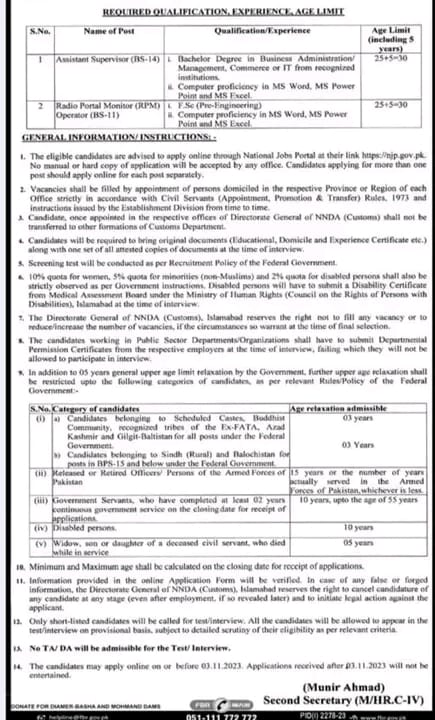 REQUIRED QUALIFICATION, EXPERIENCE, AGE LIMIT
S.No. Name of Post Qualification/Experience Age Limit (including 5 years)
1 Assistant Supervisor (BS-14) i. Bachelor Degree in Business Administration/ 25+5=30
Management, Commerce or IT from recognized
institutions.
ii. Computer proficiency in MS Word, MS Power
Point and MS Excel.
2 Radio Portal Monitor (RPM) i. F.Sc (Pre-Engineering) 25+5=30
Operator (BS-11) ii. Computer proficiency in MS Word, MS Power
Point and MS Excel.
GENERAL INFORMATION/ INSTRUCTIONS: -
1. The eligible candidates are advised to apply online through National Jobs Portal at their link https://njp.gov.pk.
No manual or hard copy of application will be accepted by any office. Candidates applying for more than one
post should apply online for each post separately.
2. Vacancies shall be filled by appointment of persons domiciled in the respective Province or Region of each
Office strictly in accordance with Civil Servants (Appointment, Promotion & Transfer) Rules, 1973 and
instructions issued by the Establishment Division from time to time.
3. Candidate, once appointed in the respective offices of Directorate General of NNDA (Customs) shall not be
transferred to other formations of Customs Department.
4. Candidates will be required to bring original documents (Educational, Domicile and Experience Certificate etc.)
along with one set of all attested copies of documents at the time of interview.
5. Screening test will be conducted as per Recruitment Policy of the Federal Government.
6. 10% quota for women, 5% quota for minorities (non-Muslims) and 2% quota for disabled persons shall also be
strictly observed as per Government instructions. Disabled persons will have to submit a Disability Certificate
from Medical Assessment Board under the Ministry of Human Rights (Council on the Rights of Persons with
Disabilities), Islamabad at the time of interview.
7. The Directorate General of NNDA (Customs), Islamabad reserves the right not to fill any vacancy or to
reduce/increase the number of vacancies, if the circumstances so warrant at the time of final selection.
8. The candidates working in Public Sector Departments/Organizations shall have to submit Departmental
Permission Certificates from the respective employers at the time of interview, failing which they will not be
allowed to participate in interview.
9. In addition to 05 years general upper age limit relaxation by the Government, further upper age relaxation shall
be restricted upto the following categories of candidates, as per relevant Rules/Policy of the Federal
Government:-
S.No. Category of candidates Age relaxation admissible
(i) a) Candidates belonging to Scheduled Castes, Buddhist 03 years
Community, recognized tribes of the Ex-FATA, Azad
Kashmir and Gilgit-Baltistan for all posts under the Federal
Government. 03 Years
b) Candidates belonging to Sindh (Rural) and Balochistan for
posts in BPS-15 and below under the Federal Government.
(ii) Released or Retired Officers/ Persons of the Armed Forces of 15 years or the number of years
Pakistan actually served in the Armed
Forces of Pakistan, whichever is less.
(iii) Government Servants, who have completed at least 02 years 10 years, upto the age of 55 years
continuous government service on the closing date for receipt of
applications.
(iv) Disabled persons. 10 years
(v) Widow, son or daughter of a deceased civil servant, who died 05 years
while in service
10. Minimum and Maximum age shall be calculated on the closing date for receipt of applications.
11. Information provided in the online Application Form will be verified. In case of any false or forged
information, the Directorate General of NNDA (Customs), Islamabad reserves the right to cancel candidature of
any candidate at any stage (even after employment, if so revealed later) and to initiate legal action against the
applicant.
12. Only short-listed candidates will be called for test/interview. All the candidates will be allowed to appear in the
test/interview on provisional basis, subject to detailed scrutiny of their eligibility as per relevant criteria.
13. No TA/ DA will be admissible for the Test/ Interview.
14. The candidates may apply online on or before 03.11.2023. Applications received after 03.11.2023 will not be
entertained.
(Munir Ahmad)
Second Secretary (M/HR.C-IV)
DONATE FOR DIAMER-BASHA AND MOHMAND DAMS
helpline@fbr.gov.pk
051-111 772 772
PID(I) 2278-23
www.fbr.gov.pk